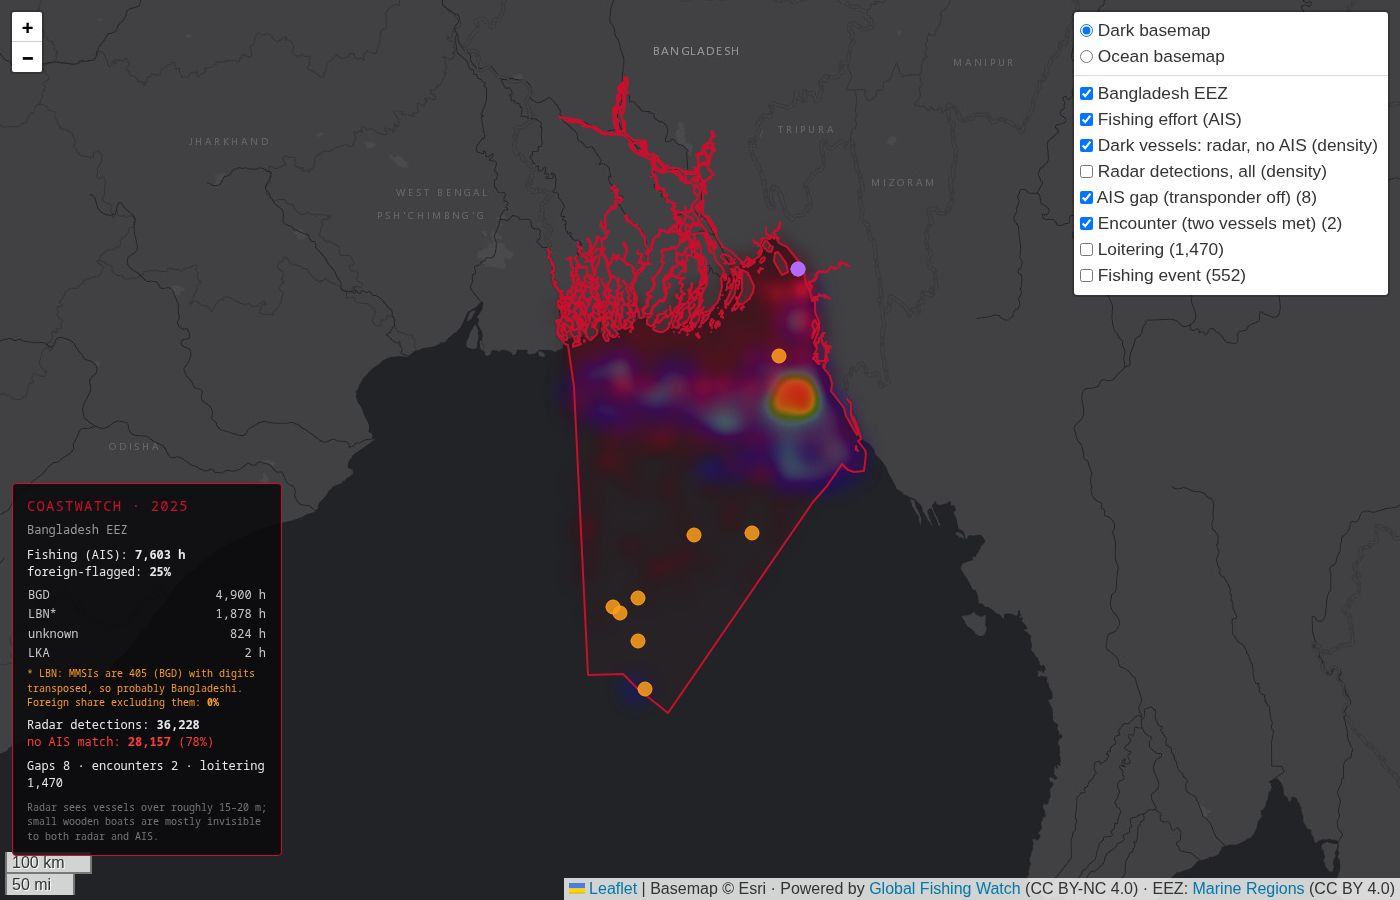 +
−
BANGLADESH
MANIPUR
JHARKHAND
TRIPURA
MIZORAM
WEST BENGAL
PSH'CHIMBNG'G
ODISHA
Dark basemap
Ocean basemap
Bangladesh EEZ
Fishing effort (AIS)
Dark vessels: radar, no AIS (density)
Radar detections, all (density)
AIS gap (transponder off) (8)
Encounter (two vessels met) (2)
Loitering (1,470)
Fishing event (552)
COASTWATCH · 2025
Bangladesh EEZ
Fishing (AIS): 7,603 h
foreign-flagged: 25%
BGD 4,900 h
LBN* 1,878 h
unknown 824 h
LKA 2 h
* LBN: MMSIs are 405 (BGD) with digits
transposed, so probably Bangladeshi.
Foreign share excluding them: 0%
Radar detections: 36,228
no AIS match: 28,157 (78%)
Gaps 8 · encounters 2 · loitering
1,470
Radar sees vessels over roughly 15–20 m;
small wooden boats are mostly invisible
to both radar and AIS.
100 km
50 mi
Leaflet | Basemap © Esri · Powered by Global Fishing Watch (CC BY-NC 4.0) · EEZ: Marine Regions (CC BY 4.0)